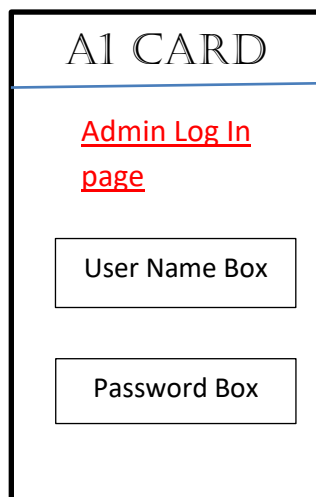 A1 CARD
Admin Log In
page
User Name Box
Password Box